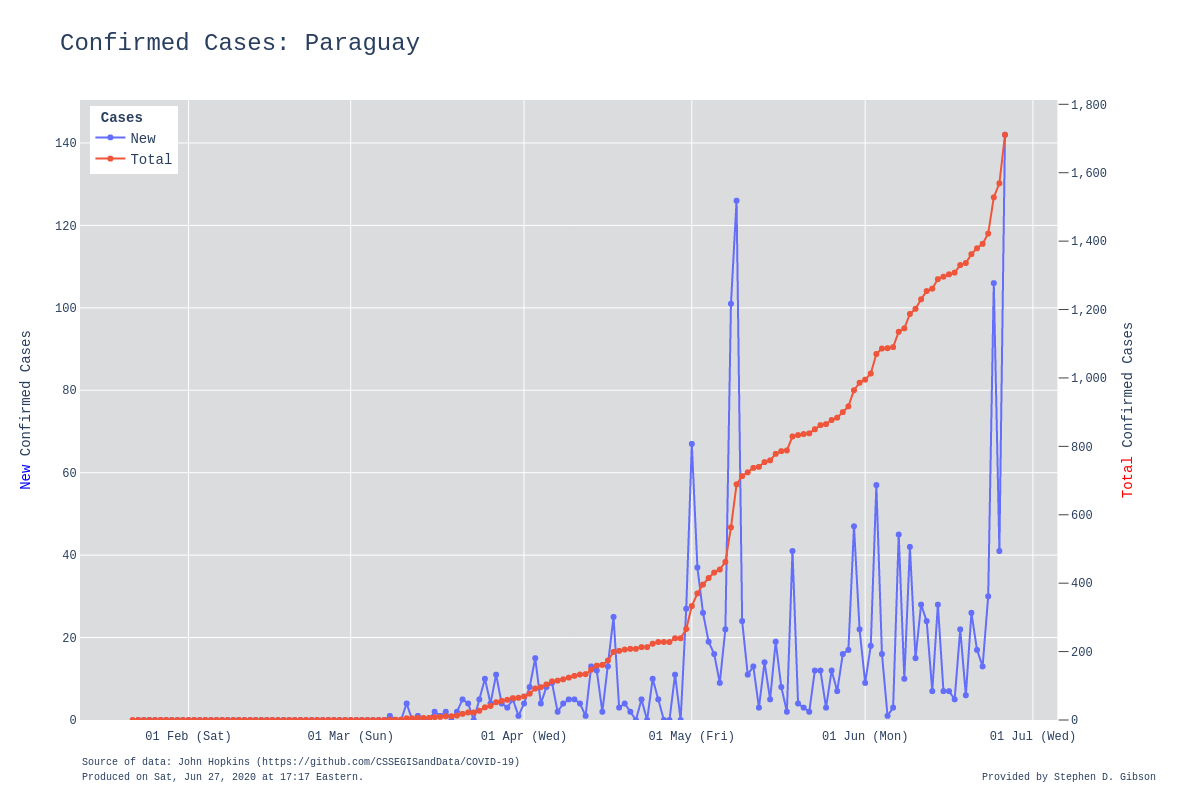 Confirmed Cases: Paraguay
Cases
New
Total
140
120
100
80
60
40
20
0
1,800
1,600
1,400
1,200
1,000
800
600
400
200
0
New Confirmed Cases
Total Confirmed Cases
01 Feb (Sat)
01 Mar (Sun)
01 Apr (Wed)
01 May (Fri)
01 Jun (Mon)
01 Jul (Wed)
Source of data: John Hopkins (https://github.com/CSSEGISandData/COVID-19)
Produced on Sat, Jun 27, 2020 at 17:17 Eastern.
Provided by Stephen D. Gibson